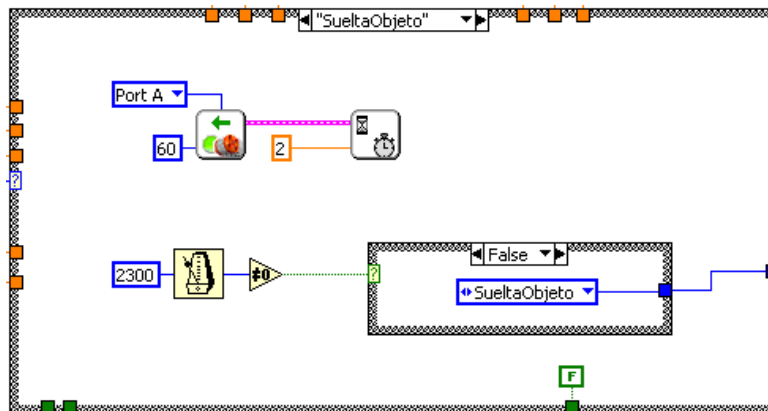 "SueltaObjeto"
Port A
60
2
2300
≠0
?
?
False
SueltaObjeto
F